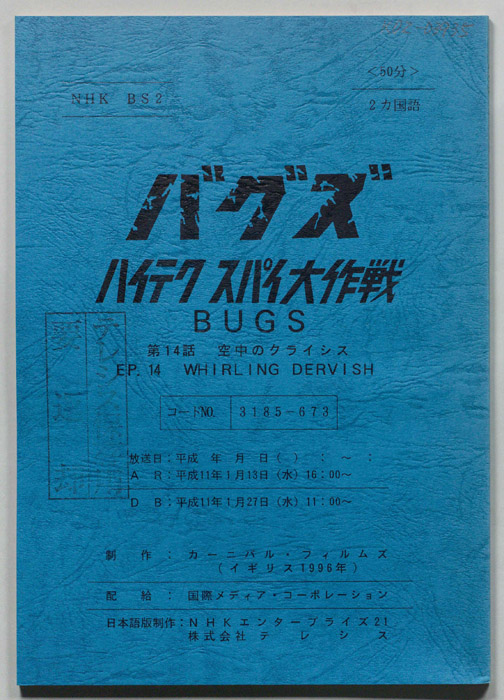 <50分>
NHK BS2
2カ国語
バグズ
ハイテク スパイ大作戦
BUGS
第14話 空中のクライシス
EP. 14 WHIRLING DERVISH
コードNO. 3185-673
放送日：平成 年 月 日( ) ： ～ ：
A R：平成11年1月13日(水) 16：00～
D B：平成11年1月27日(水) 11：00～
制作：カーニバル・フィルムズ
(イギリス1996年)
配給：国際メディア・コーポレーション
日本語版制作：NHKエンタープライズ21
株式会社テレシス